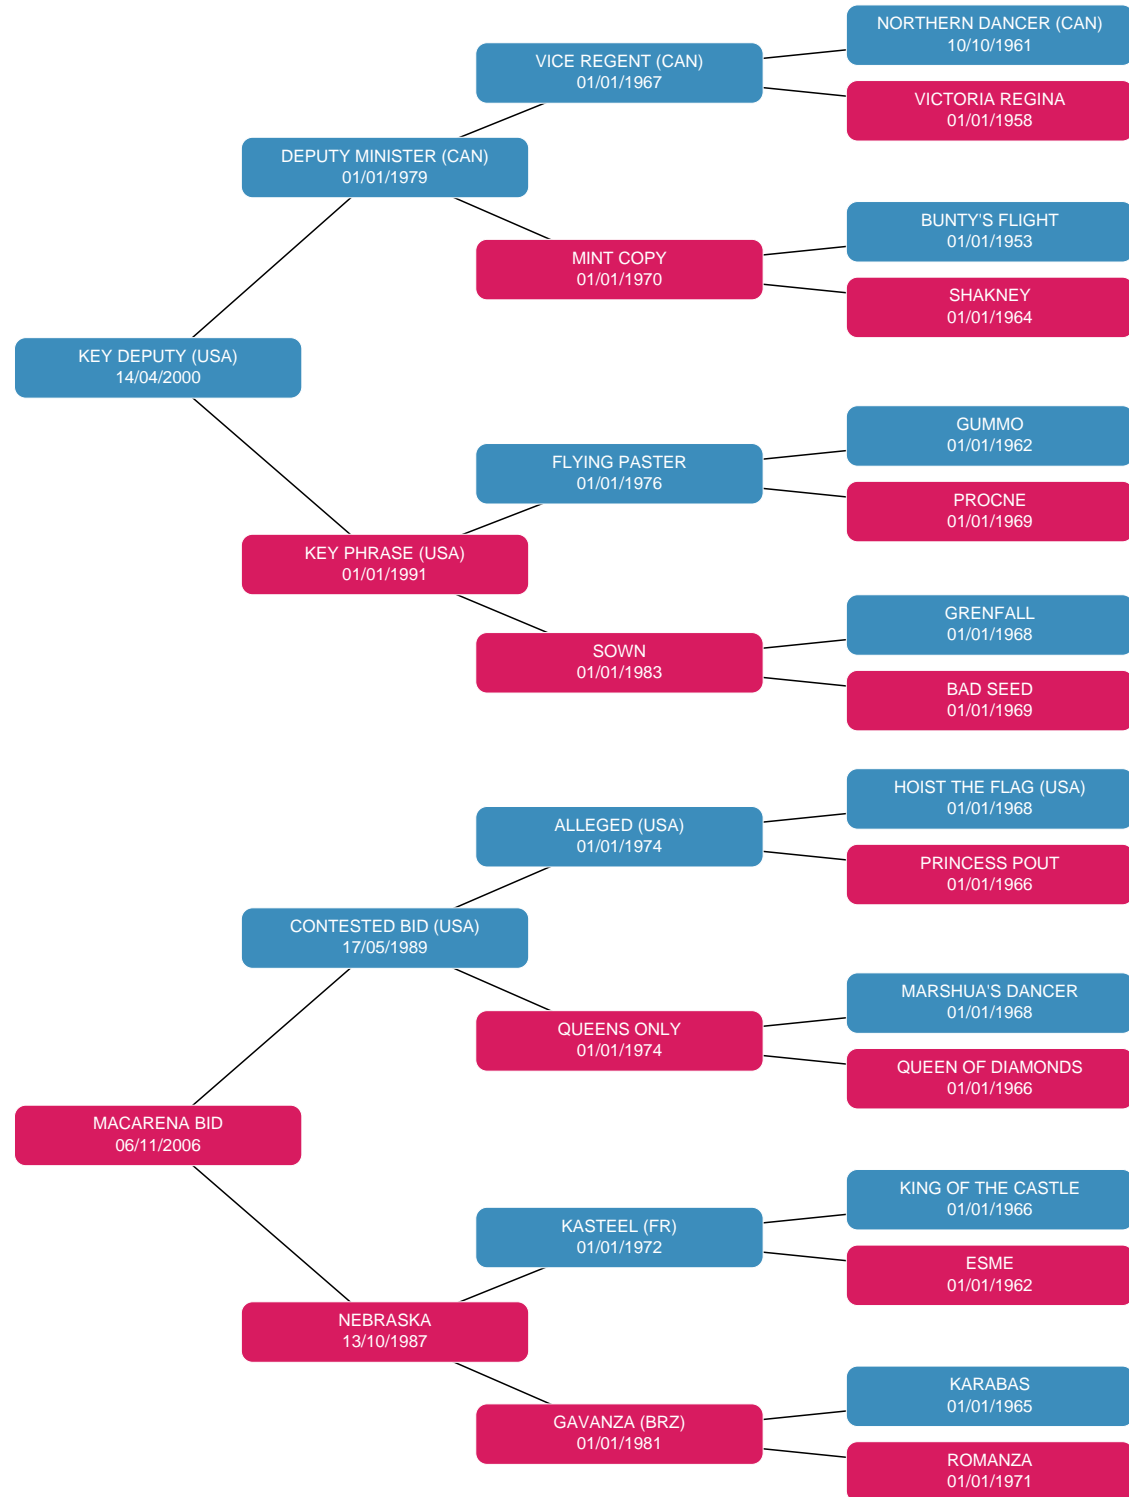 NORTHERN DANCER (CAN)
10/10/1961
VICE REGENT (CAN)
01/01/1967
VICTORIA REGINA
01/01/1958
DEPUTY MINISTER (CAN)
01/01/1979
BUNTY'S FLIGHT
01/01/1953
MINT COPY
01/01/1970
SHAKNEY
01/01/1964
KEY DEPUTY (USA)
14/04/2000
GUMMO
01/01/1962
FLYING PASTER
01/01/1976
PROCNE
01/01/1969
KEY PHRASE (USA)
01/01/1991
GRENFALL
01/01/1968
SOWN
01/01/1983
BAD SEED
01/01/1969
HOIST THE FLAG (USA)
01/01/1968
ALLEGED (USA)
01/01/1974
PRINCESS POUT
01/01/1966
CONTESTED BID (USA)
17/05/1989
MARSHUA'S DANCER
01/01/1968
QUEENS ONLY
01/01/1974
QUEEN OF DIAMONDS
01/01/1966
MACARENA BID
06/11/2006
KING OF THE CASTLE
01/01/1966
KASTEEL (FR)
01/01/1972
ESME
01/01/1962
NEBRASKA
13/10/1987
KARABAS
01/01/1965
GAVANZA (BRZ)
01/01/1981
ROMANZA
01/01/1971